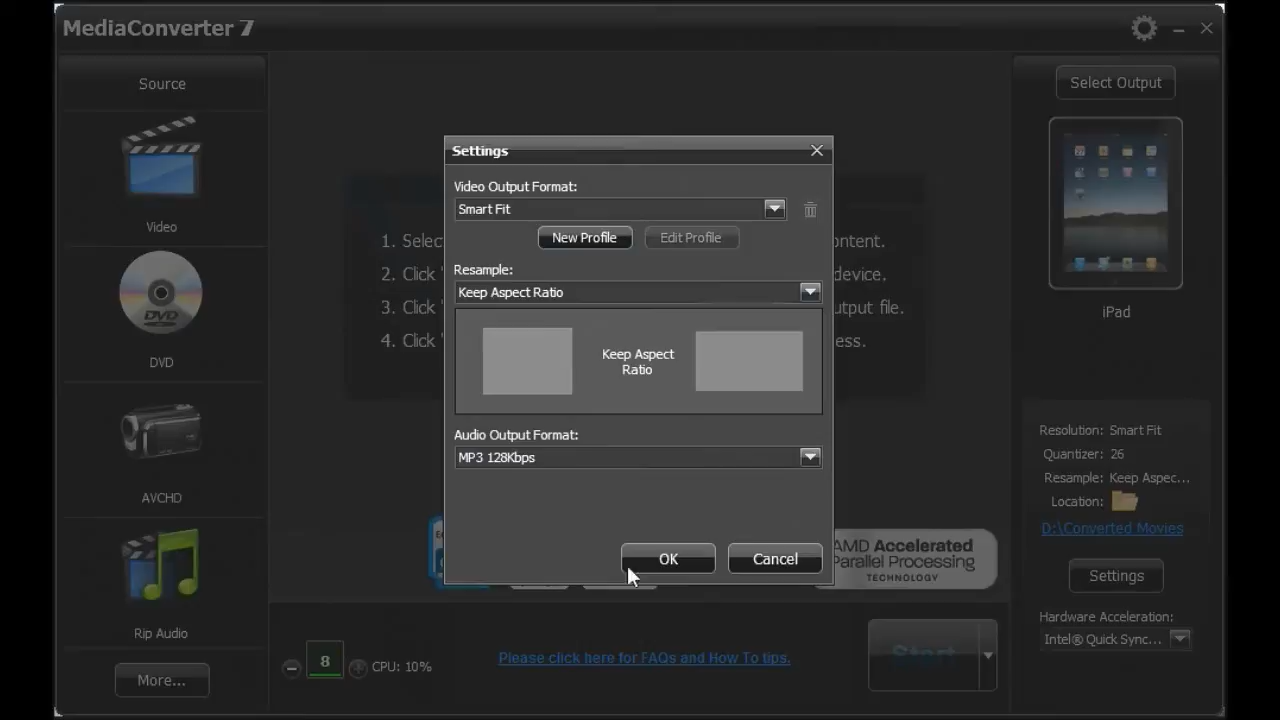 MediaConverter 7
Source
Video
DVD
DVD
AVCHD
Rip Audio
More...
1. Selec
2. Click '
3. Click '
4. Click '
ontent.
device.
utput file.
ess.
Settings
Video Output Format:
Smart Fit
New Profile
Edit Profile
Resample:
Keep Aspect Ratio
Keep Aspect
Ratio
Audio Output Format:
MP3 128Kbps
OK
Cancel
AMD Accelerated
Parallel Processing
TECHNOLOGY
8
CPU: 10%
Please click here for FAQs and How To tips.
Start
Select Output
iPad
Resolution: Smart Fit
Quantizer: 26
Resample: Keep Aspec...
Location:
D:\Converted Movies
Settings
Hardware Acceleration:
Intel® Quick Sync...